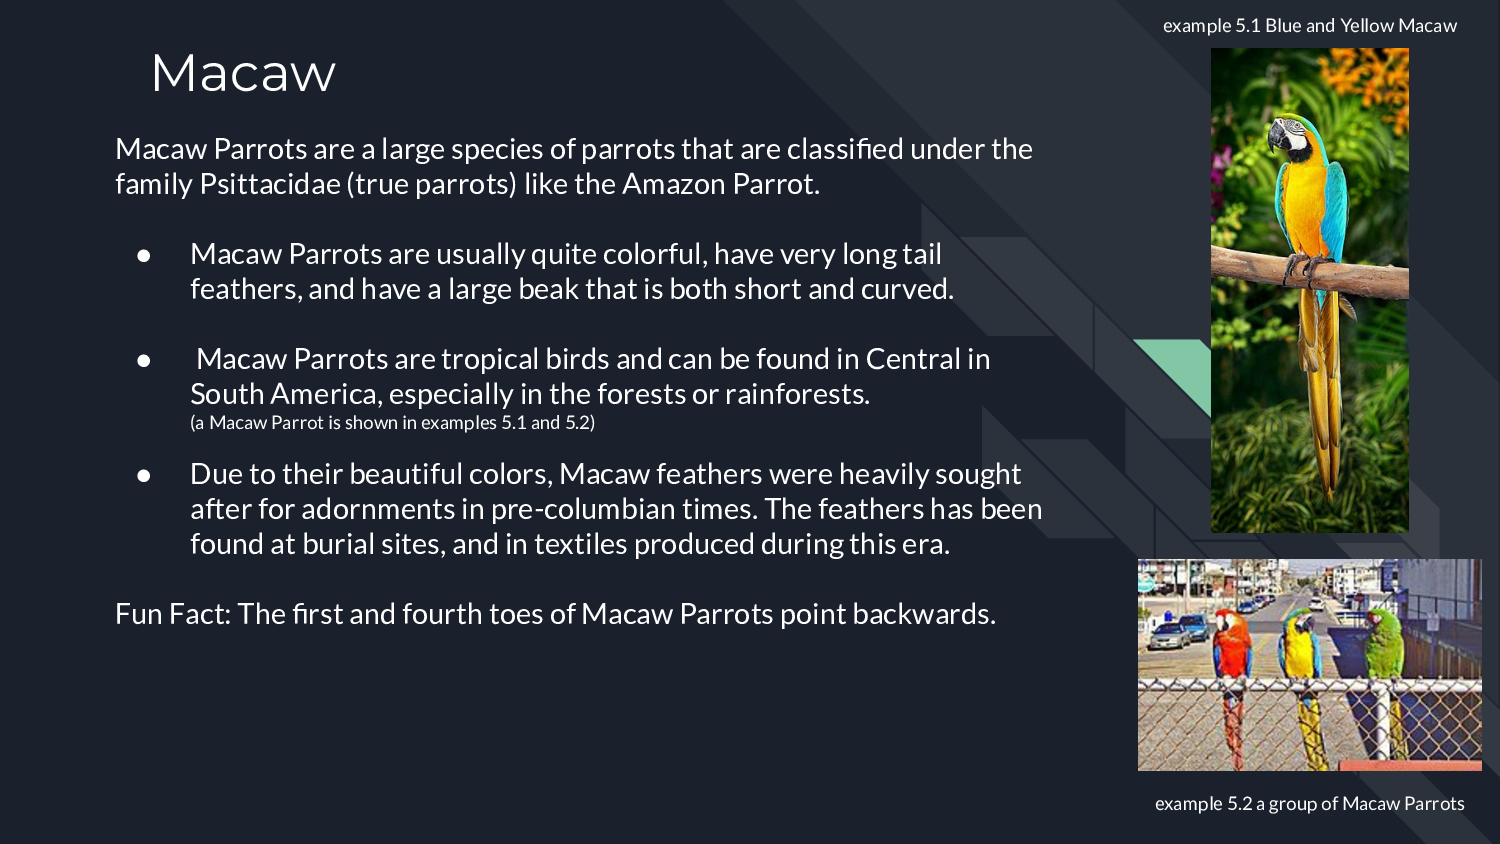 example 5.1 Blue and Yellow Macaw
Macaw
Macaw Parrots are a large species of parrots that are classified under the
family Psittacidae (true parrots) like the Amazon Parrot.
● Macaw Parrots are usually quite colorful, have very long tail
feathers, and have a large beak that is both short and curved.
● Macaw Parrots are tropical birds and can be found in Central in
South America, especially in the forests or rainforests.
(a Macaw Parrot is shown in examples 5.1 and 5.2)
● Due to their beautiful colors, Macaw feathers were heavily sought
after for adornments in pre-columbian times. The feathers has been
found at burial sites, and in textiles produced during this era.
Fun Fact: The first and fourth toes of Macaw Parrots point backwards.
example 5.2 a group of Macaw Parrots